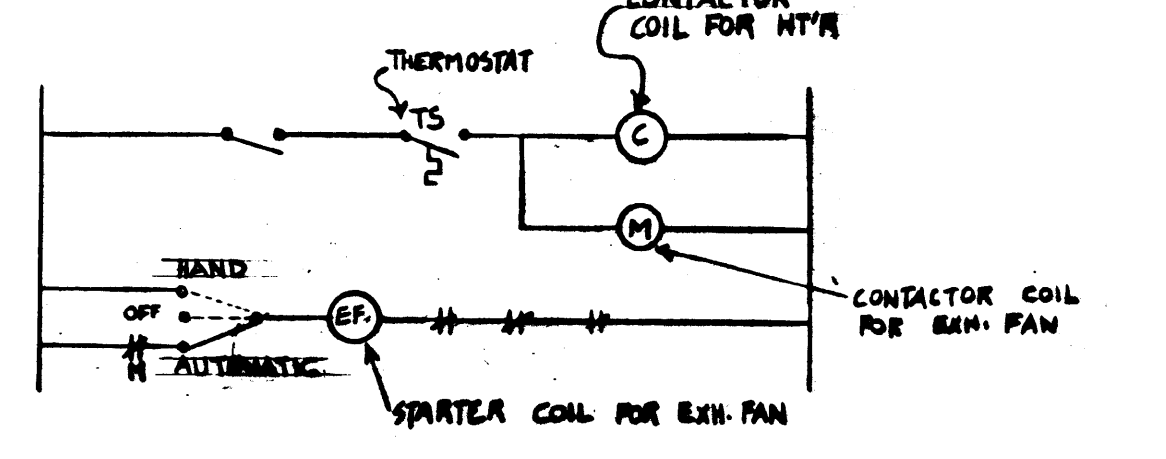 CONTACTOR
COIL FOR HT'R
THERMOSTAT
TS
C
M
HAND
OFF
EF.
CONTACTOR COIL
FOR EXH. FAN
M
AUTOMATIC
STARTER COIL FOR EXH. FAN